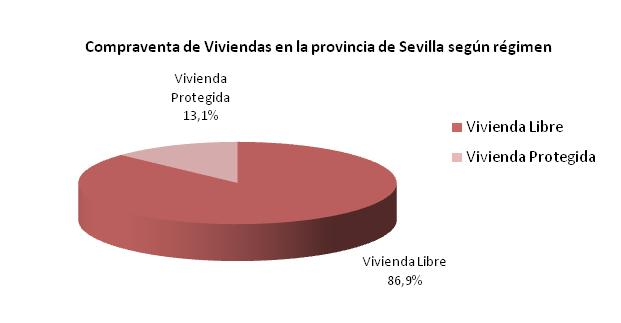 Compraventa de Viviendas en la provincia de Sevilla según régimen
Vivienda
Protegida
13,1%
Vivienda Libre
Vivienda Protegida
Vivienda Libre
86,9%